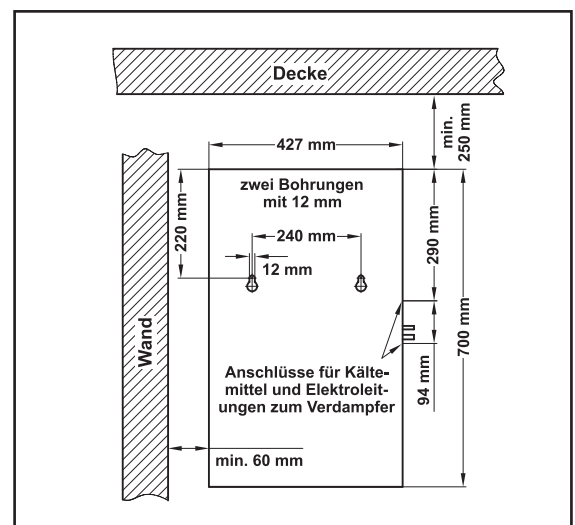 Decke
min.
250 mm
427 mm
zwei Bohrungen
mit 12 mm
220 mm
240 mm
290 mm
12 mm
700 mm
Wand
Anschlüsse für Kälte-
mittel und Elektroleit-
ungen zum Verdampfer
94 mm
min. 60 mm